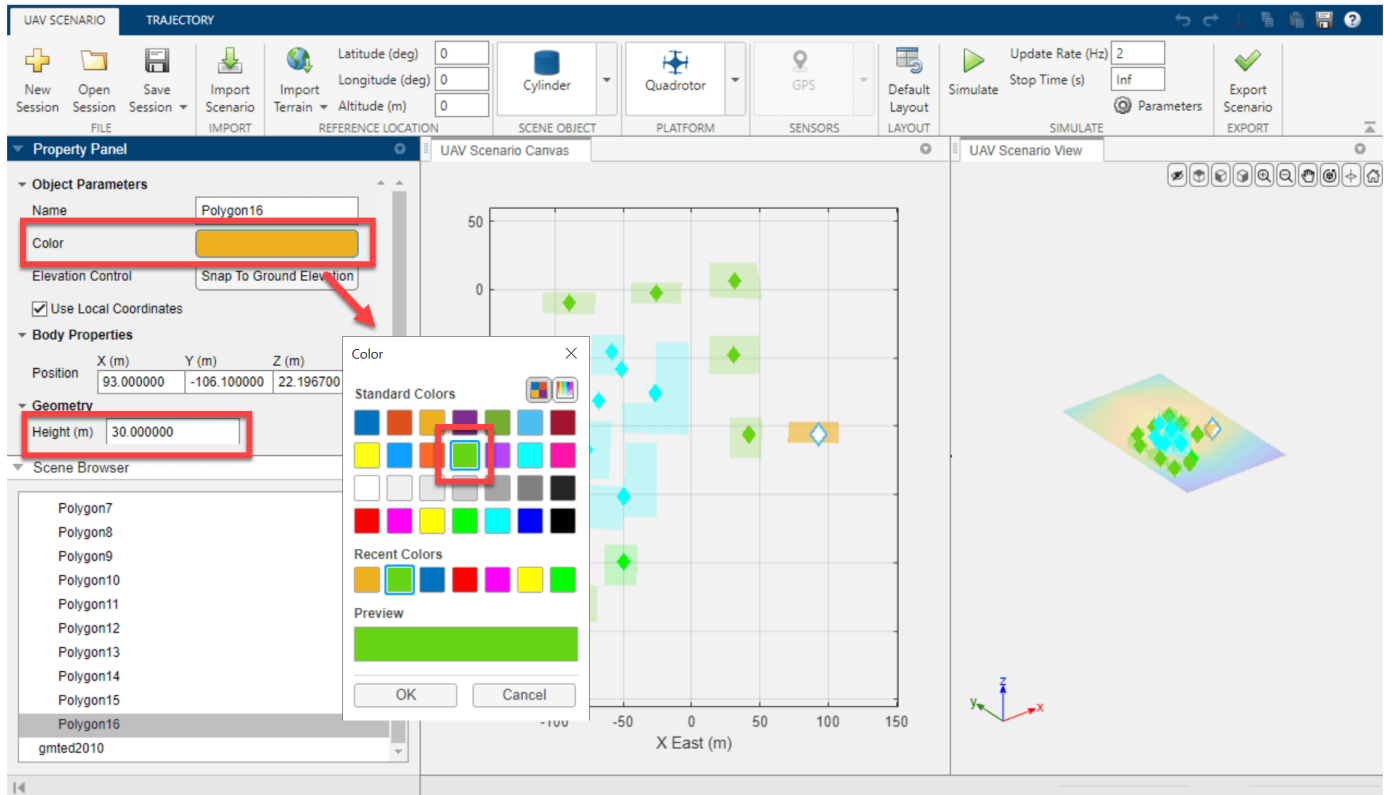 UAV SCENARIO TRAJECTORY
New Session
Open Session
Save Session
FILE
Import Scenario
IMPORT
Import Terrain
Latitude (deg) 0
Longitude (deg) 0
Altitude (m) 0
REFERENCE LOCATION
Cylinder
SCENE OBJECT
Quadrotor
PLATFORM
GPS
SENSORS
Default Layout
LAYOUT
Simulate
Update Rate (Hz) 2
Stop Time (s) Inf
Parameters
SIMULATE
Export Scenario
EXPORT
Property Panel
Object Parameters
Name Polygon16
Color
Elevation Control Snap To Ground Elevation
Use Local Coordinates
Body Properties
X (m) Y (m) Z (m)
Position 93.000000 -106.100000 22.196700
Geometry
Height (m) 30.000000
Scene Browser
Polygon7
Polygon8
Polygon9
Polygon10
Polygon11
Polygon12
Polygon13
Polygon14
Polygon15
Polygon16
gmted2010
Color
Standard Colors
Recent Colors
Preview
OK Cancel
UAV Scenario Canvas
50
0
-100 -50 0 50 100 150
X East (m)
UAV Scenario View
Z
y
x